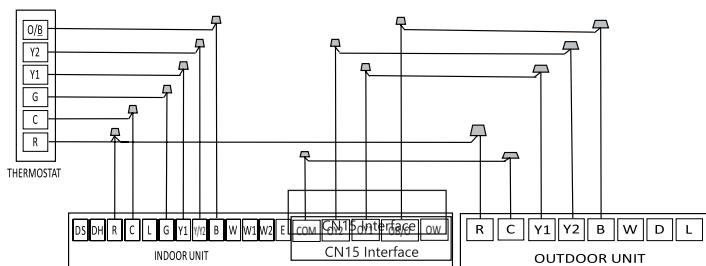 O/B
Y2
Y1
G
C
R
THERMOSTAT
DS DH R C L G Y1 Y/Y2 B W W1 W2 E COM OW
CN15 Interface
CN15 Interface
INDOOR UNIT
R C Y1 Y2 B W D L
OUTDOOR UNIT